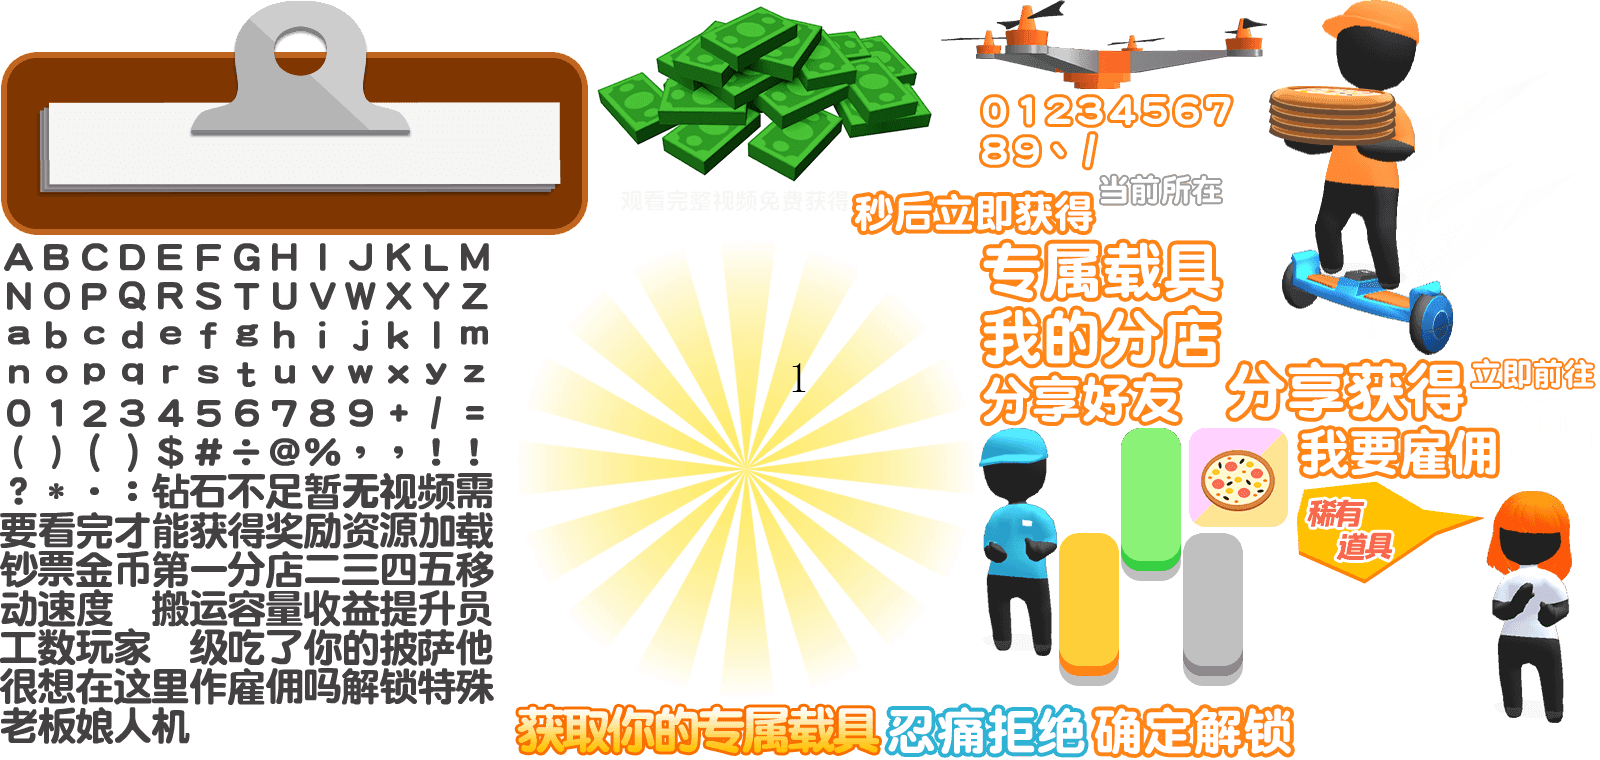 ABCDEFGHIJKLM
NOPQRSTUVWXYZ
abcdefghijklm
nopqrstuvwxyz
0123456789+/=
()()$#÷@%,,!!
?*·:钻石不足暂无视频需
要看完才能获得奖励资源加载
钞票金币第一分店二三四五移
动速度 搬运容量收益提升员
工数玩家 级吃了你的披萨他
很想在这里作雇佣吗解锁特殊
老板娘人机
观看完整视频免费获得
01234567
89、/
当前所在
秒后立即获得
专属载具
我的分店
分享好友
1
分享获得
立即前往
我要雇佣
稀有
道具
获取你的专属载具
忍痛拒绝
确定解锁